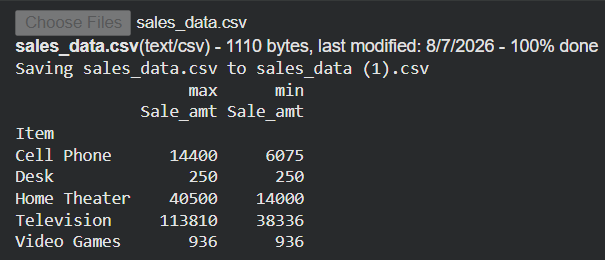 Choose Files sales_data.csv
sales_data.csv(text/csv) - 1110 bytes, last modified: 8/7/2026 - 100% done
Saving sales_data.csv to sales_data (1).csv
max min
Sale_amt Sale_amt
Item
Cell Phone 14400 6075
Desk 250 250
Home Theater 40500 14000
Television 113810 38336
Video Games 936 936